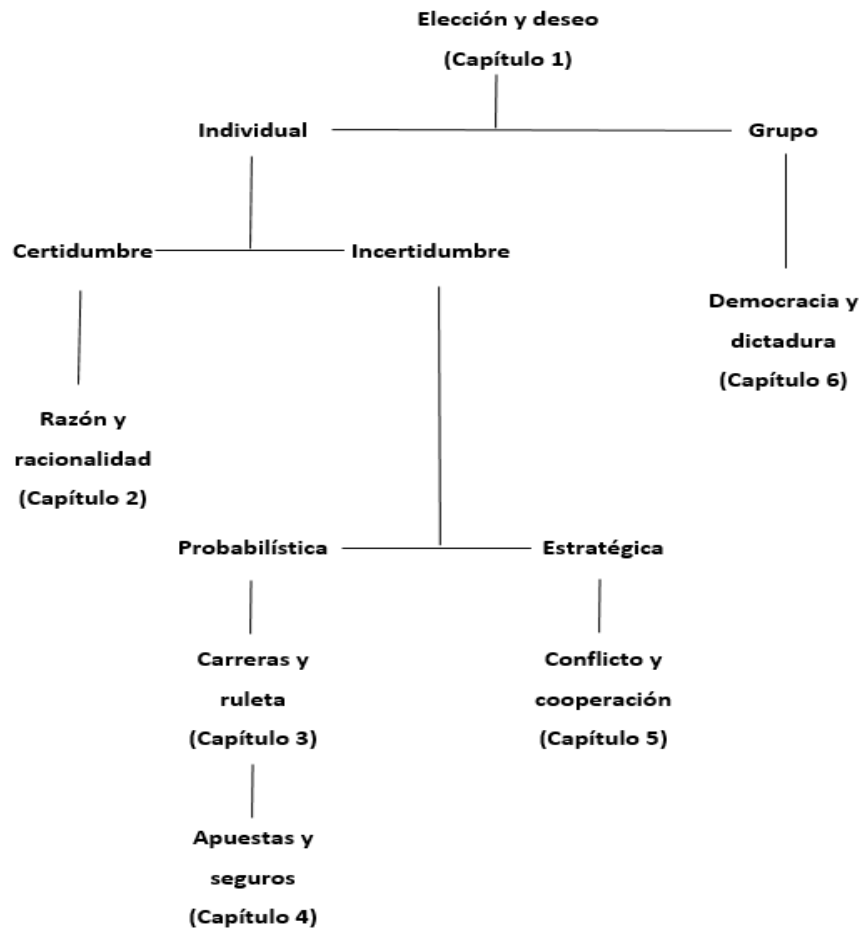 Elección y deseo
(Capítulo 1)
Individual
Grupo
Certidumbre
Incertidumbre
Democracia y
dictadura
(Capítulo 6)
Razón y
racionalidad
(Capítulo 2)
Probabilística
Estratégica
Carreras y
ruleta
(Capítulo 3)
Conflicto y
cooperación
(Capítulo 5)
Apuestas y
seguros
(Capítulo 4)